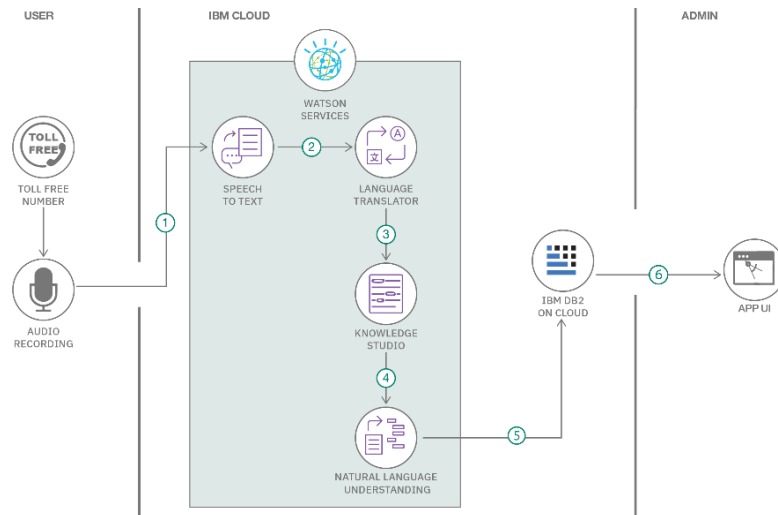 USER
IBM CLOUD
ADMIN
WATSON
SERVICES
TOLL
FREE
TOLL FREE
NUMBER
SPEECH
TO TEXT
2
A
文
LANGUAGE
TRANSLATOR
1
3
AUDIO
RECORDING
KNOWLEDGE
STUDIO
IBM DB2
ON CLOUD
6
APP UI
4
5
NATURAL LANGUAGE
UNDERSTANDING